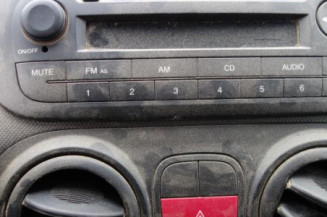 ON/OFF
MUTE FM AS AM CD AUDIO
1 2 3 4 5 6